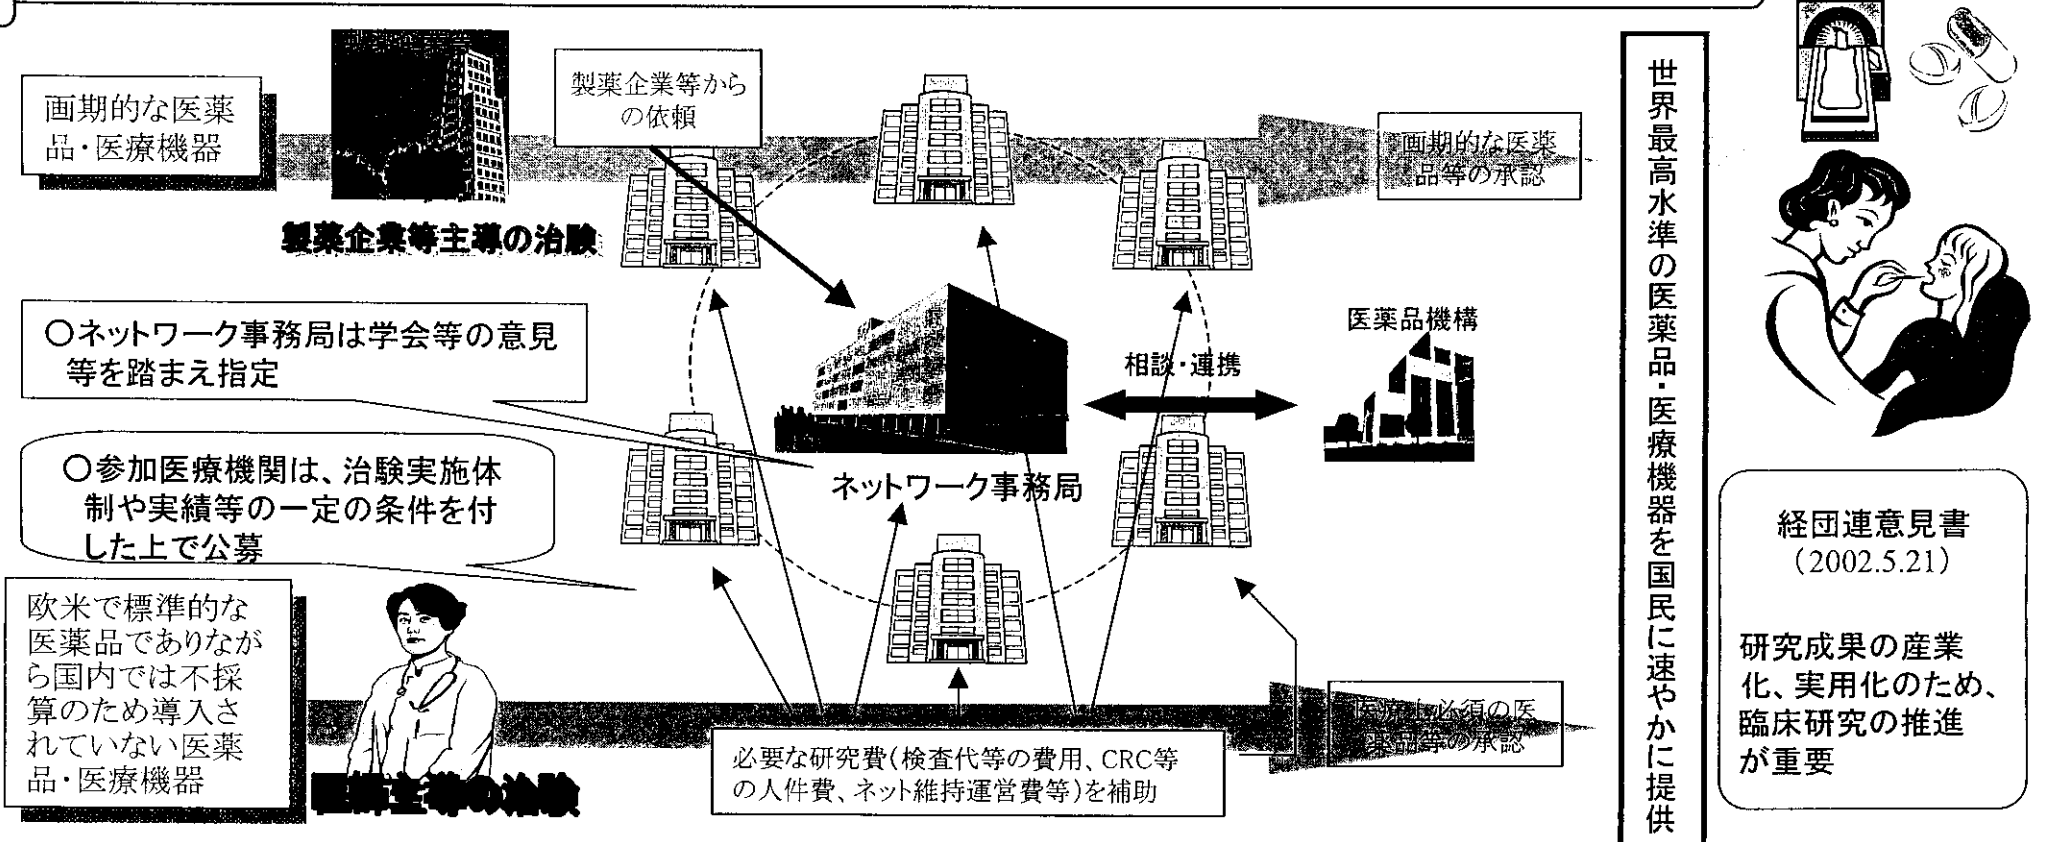 画期的な医薬
品・医療機器
製薬企業等から
の依頼
画期的な医薬
品等の承認
製薬企業等主導の治験
〇ネットワーク事務局は学会等の意見
等を踏まえ指定
医薬品機構
相談・連携
ネットワーク事務局
〇参加医療機関は、治験実施体
制や実績等の一定の条件を付
した上で公募
欧米で標準的な
医薬品でありなが
ら国内では不採
算のため導入さ
れていない医薬
品・医療機器
医師主導の治験
必要な研究費(検査代等の費用、CRC等
の人件費、ネット維持運営費等)を補助
医療上必須の医
薬品等の承認
世界最高水準の医薬品・医療機器を国民に速やかに提供
経団連意見書
(2002.5.21)
研究成果の産業
化、実用化のため、
臨床研究の推進
が重要